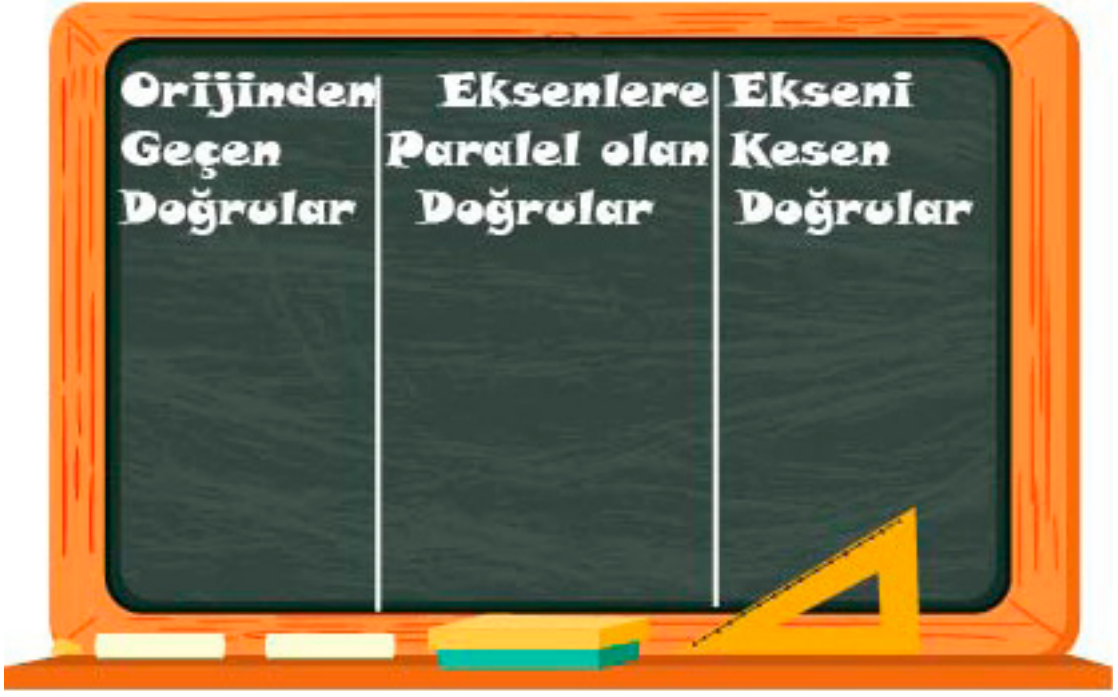 Orijinden
Geçen
Doğrular
Eksenlere
Paralel olan
Doğrular
Ekseni
Kesen
Doğrular